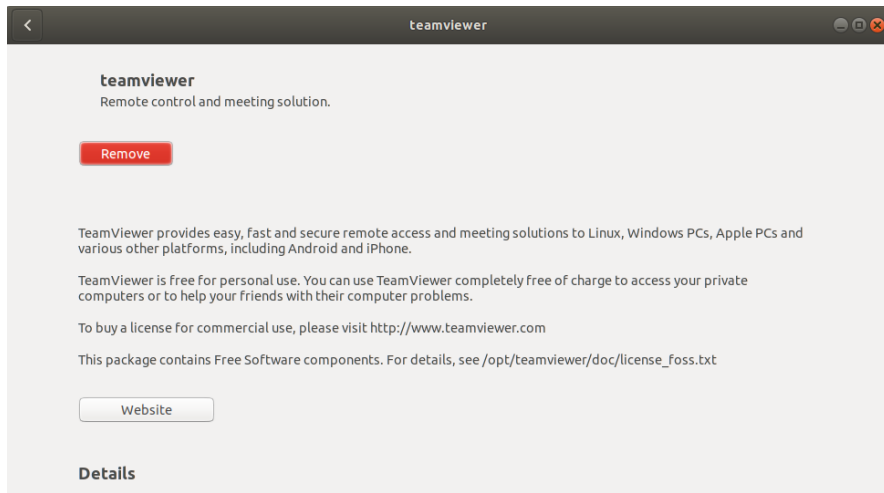 teamviewer
teamviewer
Remote control and meeting solution.
Remove
TeamViewer provides easy, fast and secure remote access and meeting solutions to Linux, Windows PCs, Apple PCs and
various other platforms, including Android and iPhone.
TeamViewer is free for personal use. You can use TeamViewer completely free of charge to access your private
computers or to help your friends with their computer problems.
To buy a license for commercial use, please visit http://www.teamviewer.com
This package contains Free Software components. For details, see /opt/teamviewer/doc/license_foss.txt
Website
Details